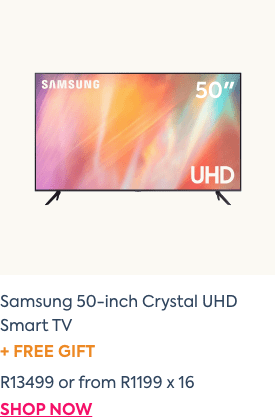 SAMSUNG
50"
UHD
Samsung 50-inch Crystal UHD
Smart TV
+ FREE GIFT
R13499 or from R1199 x 16
SHOP NOW